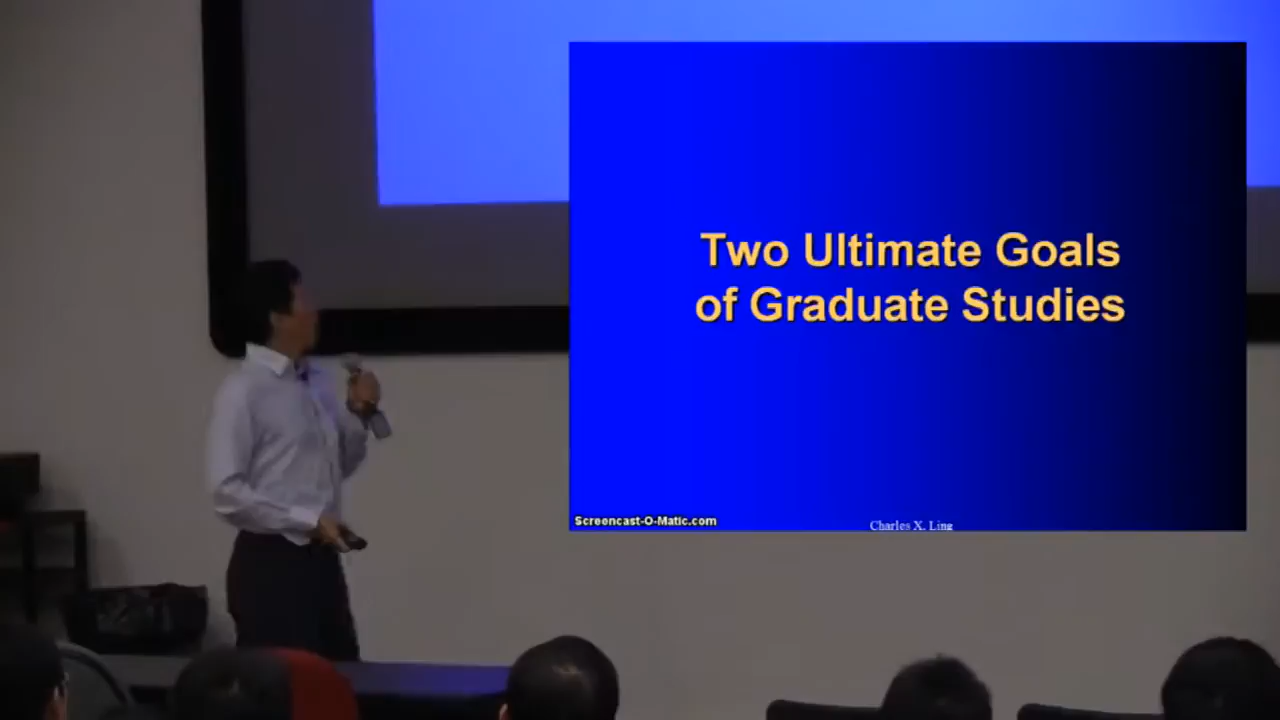 Two Ultimate Goals
of Graduate Studies
Screencast-O-Matic.com
Charles X. Ling